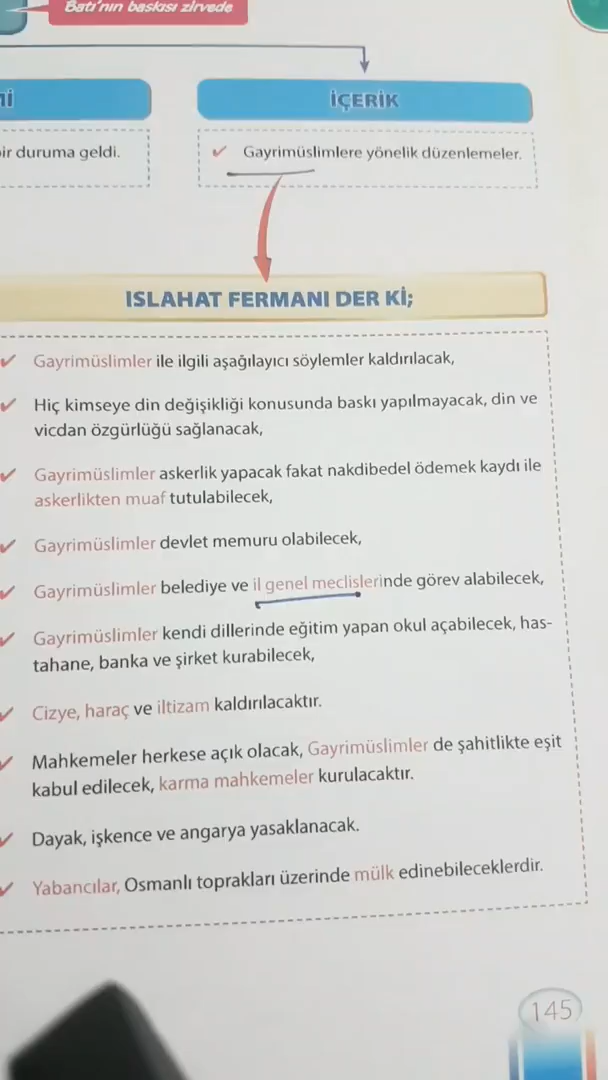 Batı'nın baskısı zirvede
İÇERİK
ir duruma geldi.
✔ Gayrimüslimlere yönelik düzenlemeler.
ISLAHAT FERMANI DER Kİ;
✔ Gayrimüslimler ile ilgili aşağılayıcı söylemler kaldırılacak,
✔ Hiç kimseye din değişikliği konusunda baskı yapılmayacak, din ve
vicdan özgürlüğü sağlanacak,
✔ Gayrimüslimler askerlik yapacak fakat nakdibedel ödemek kaydı ile
askerlikten muaf tutulabilecek,
✔ Gayrimüslimler devlet memuru olabilecek,
✔ Gayrimüslimler belediye ve il genel meclislerinde görev alabilecek,
✔ Gayrimüslimler kendi dillerinde eğitim yapan okul açabilecek, has-
tahane, banka ve şirket kurabilecek,
✔ Cizye, haraç ve iltizam kaldırılacaktır.
✔ Mahkemeler herkese açık olacak, Gayrimüslimler de şahitlikte eşit
kabul edilecek, karma mahkemeler kurulacaktır.
✔ Dayak, işkence ve angarya yasaklanacak.
✔ Yabancılar, Osmanlı toprakları üzerinde mülk edinebileceklerdir.
145